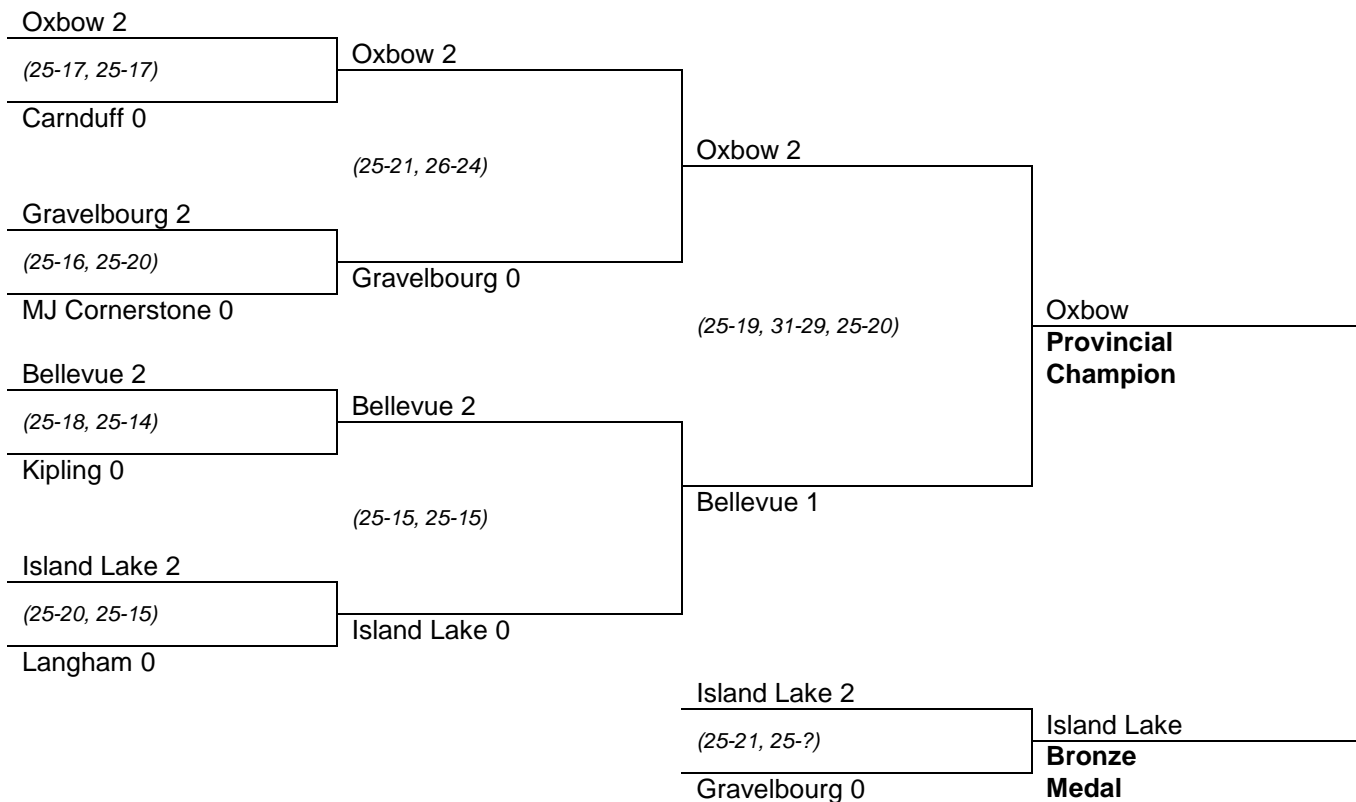 Oxbow 2
(25-17, 25-17)
Carnduff 0
Gravelbourg 2
(25-16, 25-20)
MJ Cornerstone 0
Bellevue 2
(25-18, 25-14)
Kipling 0
Island Lake 2
(25-20, 25-15)
Langham 0
Oxbow 2
(25-21, 26-24)
Gravelbourg 0
Bellevue 2
(25-15, 25-15)
Island Lake 0
Oxbow 2
(25-19, 31-29, 25-20)
Bellevue 1
Oxbow
Provincial
Champion
Island Lake 2
(25-21, 25-?)
Gravelbourg 0
Island Lake
Bronze
Medal